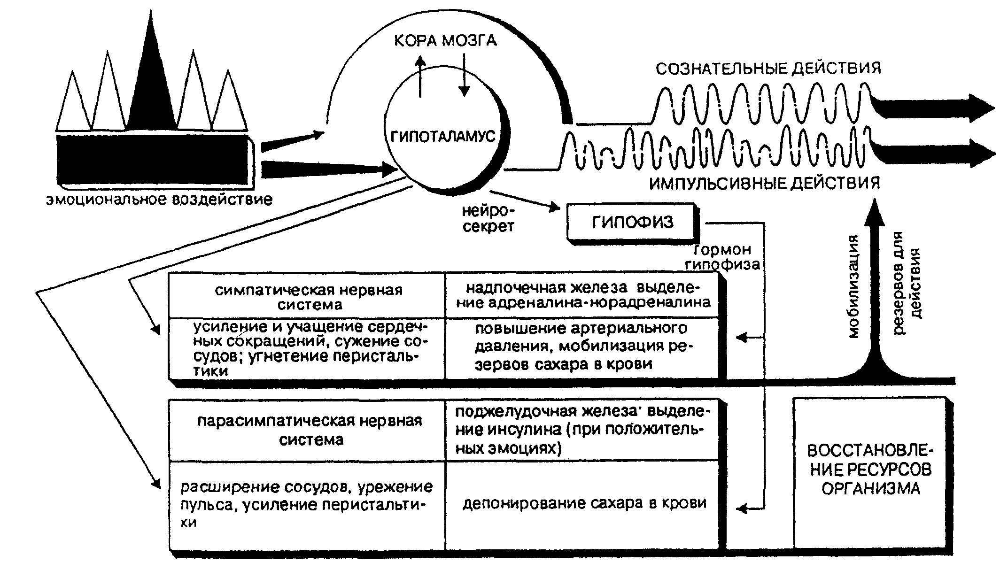 КОРА МОЗГА
СОЗНАТЕЛЬНЫЕ ДЕЙСТВИЯ
ГИПОТАЛАМУС
ИМПУЛЬСИВНЫЕ ДЕЙСТВИЯ
эмоциональное воздействие
нейро-
секрет
ГИПОФИЗ
гормон
гипофиза
мобилизация
резервов для
действия
симпатическая нервная
система
надпочечная железа выделе-
ние адреналина-норадреналина
усиление и учащение сердеч-
ных сокращений, сужение со-
судов; угнетение перисталь-
тики
повышение артериального
давления, мобилизация ре-
зервов сахара в крови
парасимпатическая нервная
система
поджелудочная железа· выделе-
ние инсулина (при положитель-
ных эмоциях)
расширение сосудов, урежение
пульса, усиление перистальти-
ки
депонирование сахара в крови
ВОССТАНОВЛЕ-
НИЕ РЕСУРСОВ
ОРГАНИЗМА